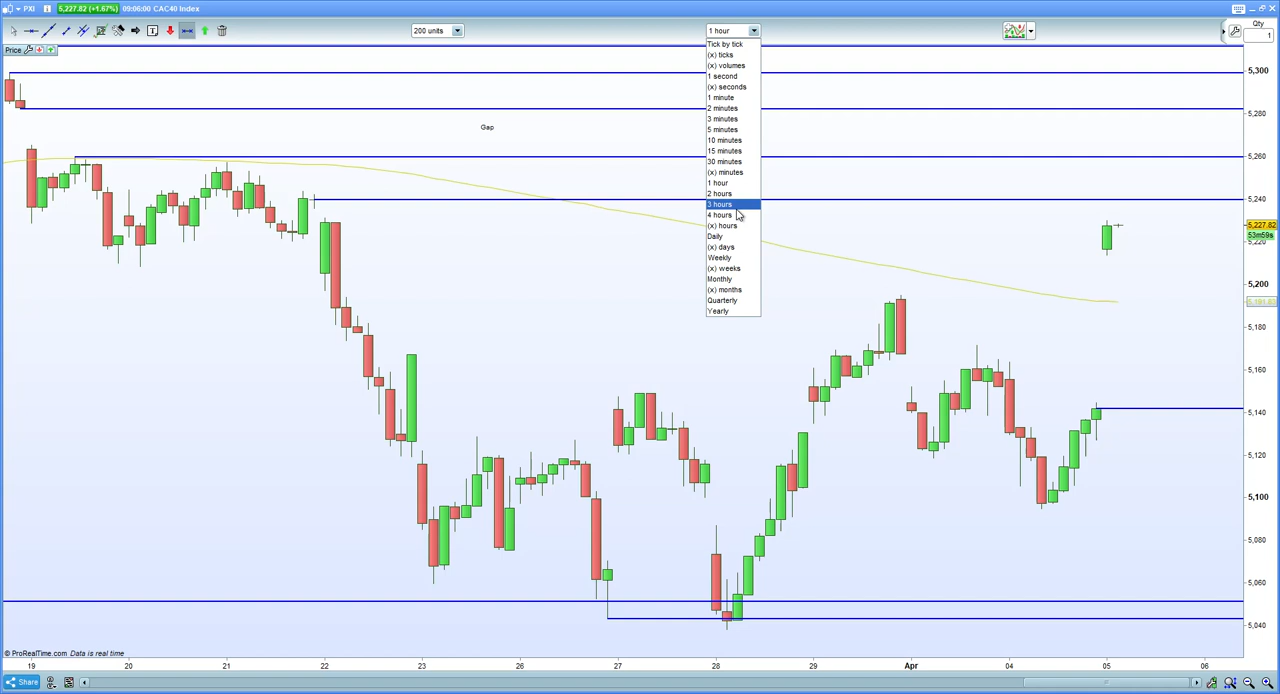 PXI 5,227.82 (+1.67%) 09:06:00 CAC40 Index
200 units
1 hour
Qty
1
Price
Tick by tick
(x) ticks
(x) volumes
1 second
(x) seconds
1 minute
2 minutes
3 minutes
5 minutes
10 minutes
15 minutes
30 minutes
(x) minutes
1 hour
2 hours
3 hours
4 hours
(x) hours
Daily
(x) days
Weekly
(x) weeks
Monthly
(x) months
Quarterly
Yearly
Gap
5,300
5,280
5,260
5,240
5,227.82
53m59s
5,220
5,200
5,180
5,160
5,140
5,120
5,100
5,080
5,060
5,040
© ProRealTime.com Data is real time
19 20 21 22 23 26 27 28 29 Apr 04 05 06
Share